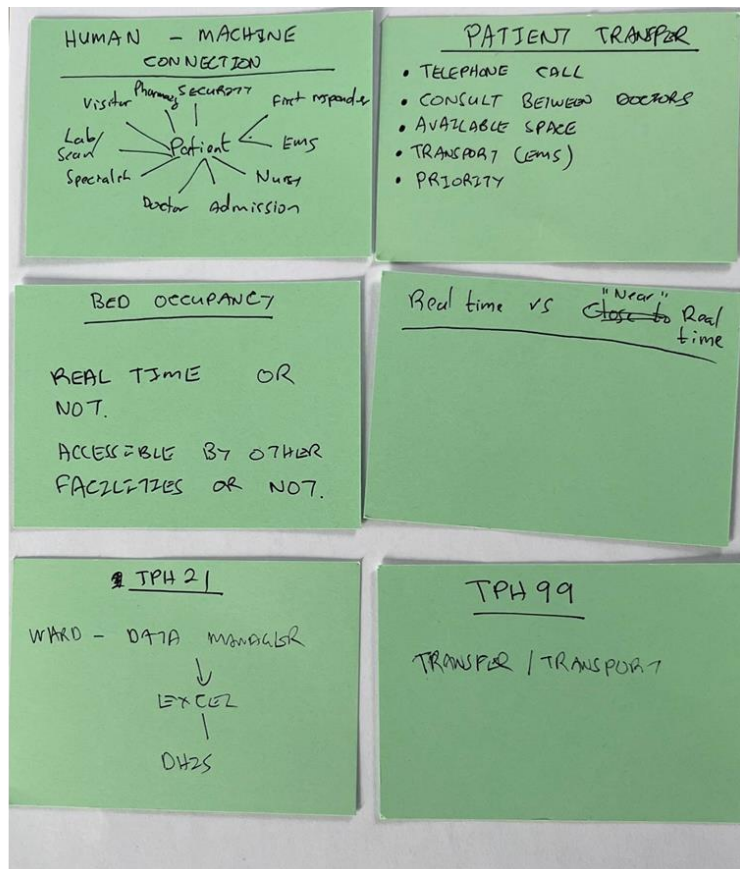 HUMAN - MACHINE
CONNECTION
Pharmacy SECURITY
Visitor
First responder
Lab/
Scan
Patient
EMS
Specialist
Nurse
Doctor Admission
PATIENT TRANSFER
• TELEPHONE CALL
• CONSULT BETWEEN DOCTORS
• AVAILABLE SPACE
• TRANSPORT (EMS)
• PRIORITY
BED OCCUPANCY
REAL TIME OR
NOT.
ACCESSIBLE BY OTHER
FACILITIES OR NOT.
"Near"
Real time vs Close to Real
time
TPH 21
WARD - DATA MANAGER
EXCEL
DH2S
TPH 99
TRANSFER / TRANSPORT